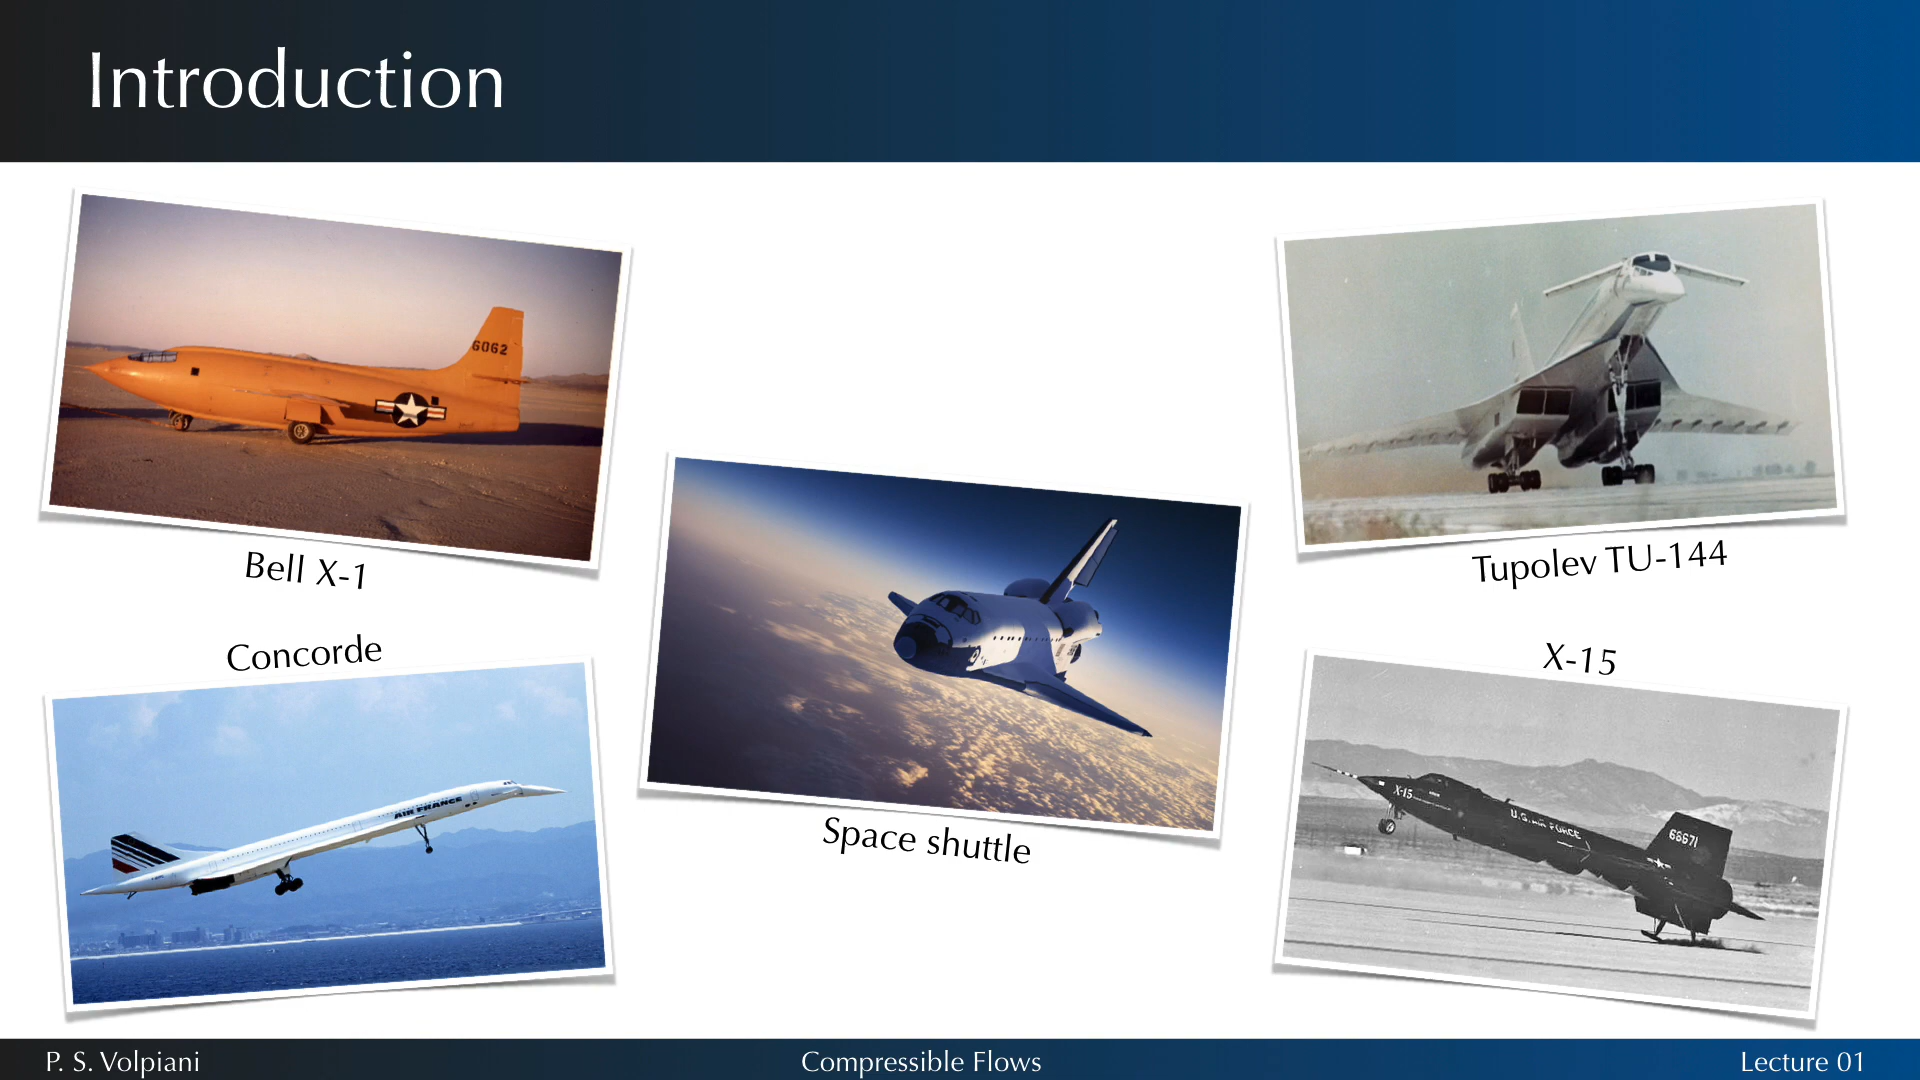 Introduction
6062
Bell X-1
Tupolev TU-144
Concorde
AIR FRANCE
Space shuttle
X-15
X-15
U.S. AIR FORCE
66671
P. S. Volpiani
Compressible Flows
Lecture 01